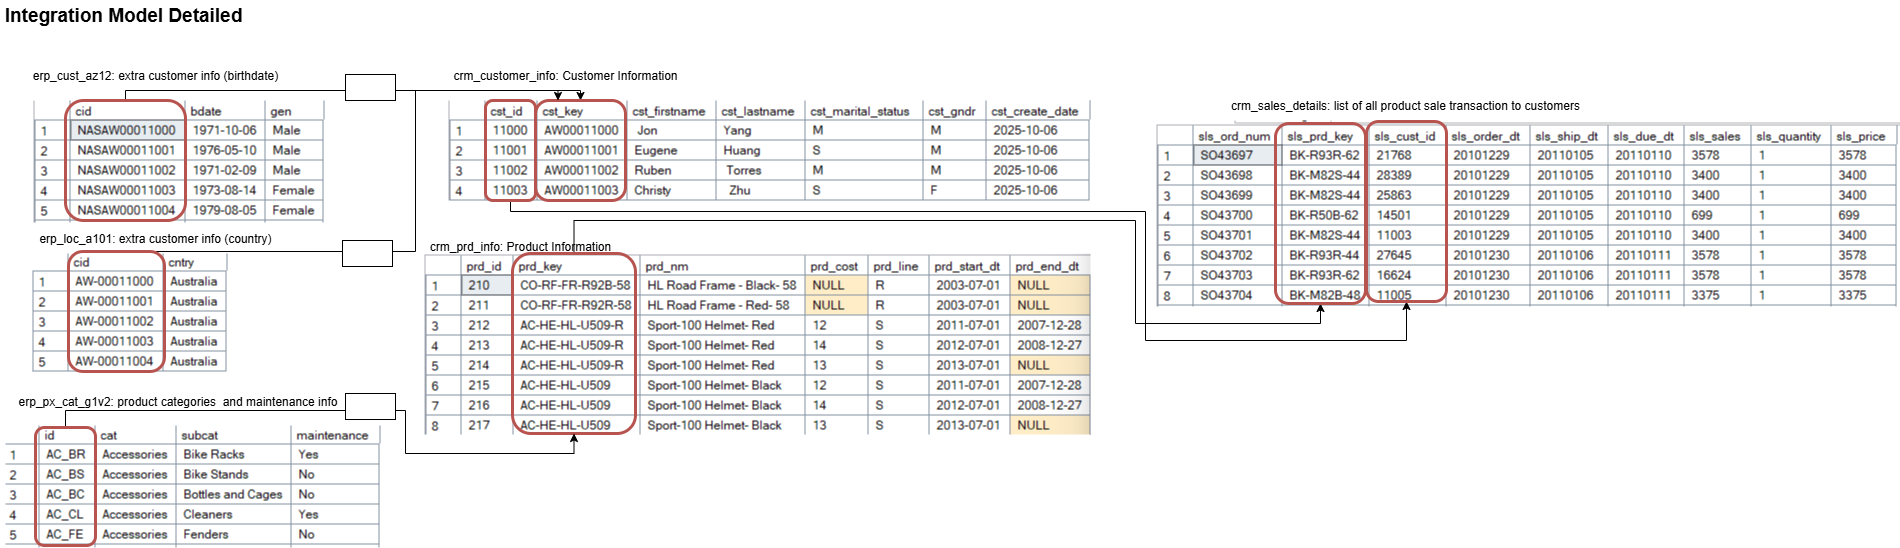 Integration Model Detailed
erp_cust_az12: extra customer info (birthdate)
cid bdate gen
1 NASAW00011000 1971-10-06 Male
2 NASAW00011001 1976-05-10 Male
3 NASAW00011002 1971-02-09 Male
4 NASAW00011003 1973-08-14 Female
5 NASAW00011004 1979-08-05 Female
erp_loc_a101: extra customer info (country)
cid cntry
1 AW-00011000 Australia
2 AW-00011001 Australia
3 AW-00011002 Australia
4 AW-00011003 Australia
5 AW-00011004 Australia
erp_px_cat_g1v2: product categories and maintenance info
id cat subcat maintenance
1 AC_BR Accessories Bike Racks Yes
2 AC_BS Accessories Bike Stands No
3 AC_BC Accessories Bottles and Cages No
4 AC_CL Accessories Cleaners Yes
5 AC_FE Accessories Fenders No
crm_customer_info: Customer Information
cst_id cst_key cst_firstname cst_lastname cst_marital_status cst_gndr cst_create_date
1 11000 AW00011000 Jon Yang M M 2025-10-06
2 11001 AW00011001 Eugene Huang S M 2025-10-06
3 11002 AW00011002 Ruben Torres M M 2025-10-06
4 11003 AW00011003 Christy Zhu S F 2025-10-06
crm_prd_info: Product Information
prd_id prd_key prd_nm prd_cost prd_line prd_start_dt prd_end_dt
1 210 CO-RF-FR-R92B-58 HL Road Frame - Black- 58 NULL R 2003-07-01 NULL
2 211 CO-RF-FR-R92R-58 HL Road Frame - Red- 58 NULL R 2003-07-01 NULL
3 212 AC-HE-HL-U509-R Sport-100 Helmet- Red 12 S 2011-07-01 2007-12-28
4 213 AC-HE-HL-U509-R Sport-100 Helmet- Red 14 S 2012-07-01 2008-12-27
5 214 AC-HE-HL-U509-R Sport-100 Helmet- Red 13 S 2013-07-01 NULL
6 215 AC-HE-HL-U509 Sport-100 Helmet- Black 12 S 2011-07-01 2007-12-28
7 216 AC-HE-HL-U509 Sport-100 Helmet- Black 14 S 2012-07-01 2008-12-27
8 217 AC-HE-HL-U509 Sport-100 Helmet- Black 13 S 2013-07-01 NULL
crm_sales_details: list of all product sale transaction to customers
sls_ord_num sls_prd_key sls_cust_id sls_order_dt sls_ship_dt sls_due_dt sls_sales sls_quantity sls_price
1 SO43697 BK-R93R-62 21768 20101229 20110105 20110110 3578 1 3578
2 SO43698 BK-M82S-44 28389 20101229 20110105 20110110 3400 1 3400
3 SO43699 BK-M82S-44 25863 20101229 20110105 20110110 3400 1 3400
4 SO43700 BK-R50B-62 14501 20101229 20110105 20110110 699 1 699
5 SO43701 BK-M82S-44 11003 20101229 20110105 20110110 3400 1 3400
6 SO43702 BK-R93R-44 27645 20101230 20110106 20110111 3578 1 3578
7 SO43703 BK-R93R-62 16624 20101230 20110106 20110111 3578 1 3578
8 SO43704 BK-M82B-48 11005 20101230 20110106 20110111 3375 1 3375